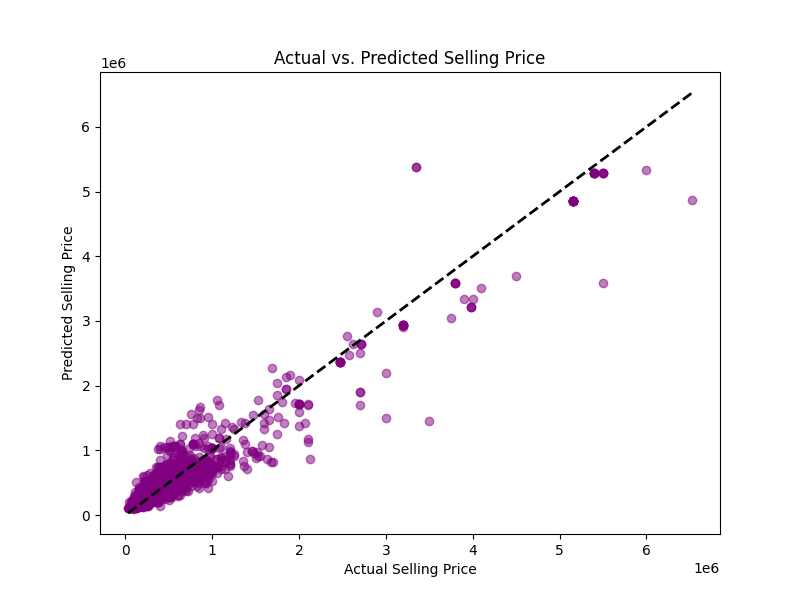 Actual vs. Predicted Selling Price
1e6
6
5
4
3
2
1
0
Predicted Selling Price
0 1 2 3 4 5 6
1e6
Actual Selling Price